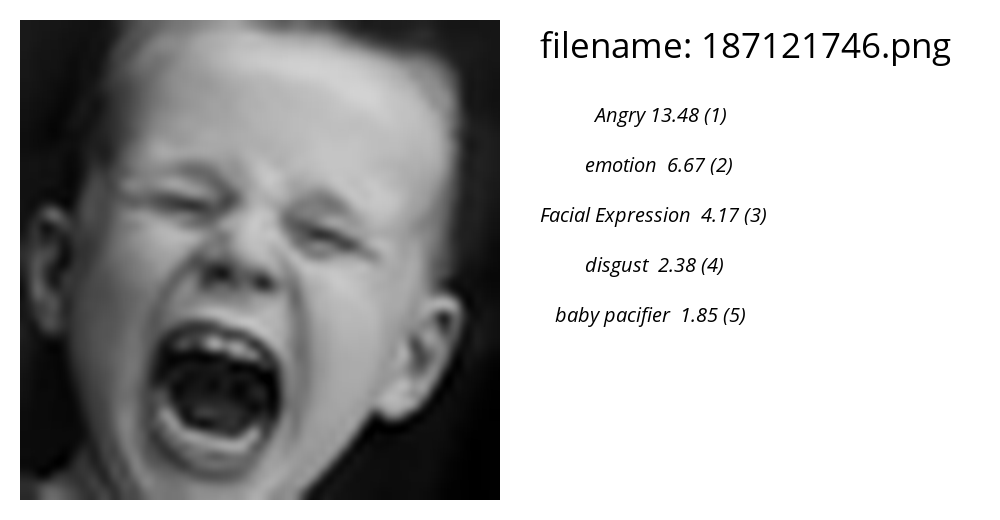 filename: 187121746.png
Angry 13.48 (1)
emotion 6.67 (2)
Facial Expression 4.17 (3)
disgust 2.38 (4)
baby pacifier 1.85 (5)